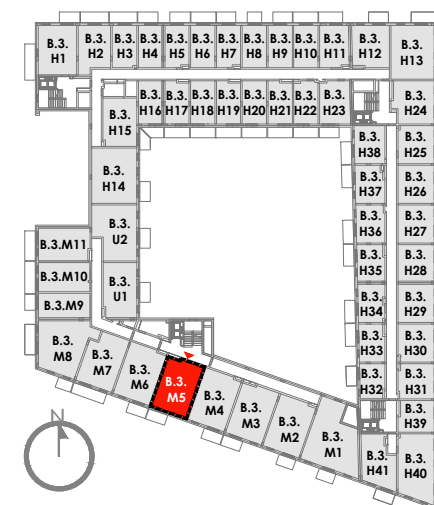 B.3.
H1
B.3.
H2
B.3.
H3
B.3.
H4
B.3.
H5
B.3.
H6
B.3.
H7
B.3.
H8
B.3.
H9
B.3.
H10
B.3.
H11
B.3.
H12
B.3.
H13
B.3.
H16
B.3.
H17
B.3.
H18
B.3.
H19
B.3.
H20
B.3.
H21
B.3.
H22
B.3.
H23
B.3.
H24
B.3.
H15
B.3.
H38
B.3.
H25
B.3.
H14
B.3.
H37
B.3.
H26
B.3.
U2
B.3.
H36
B.3.
H27
B.3.M11
B.3.
H35
B.3.
H28
B.3.M10
B.3.
U1
B.3.
H34
B.3.
H29
B.3.M9
B.3.
H33
B.3.
H30
B.3.
M8
B.3.
M7
B.3.
M6
B.3.
M5
B.3.
M4
B.3.
M3
B.3.
M2
B.3.
M1
B.3.
H32
B.3.
H31
B.3.
H39
B.3.
H41
B.3.
H40
N